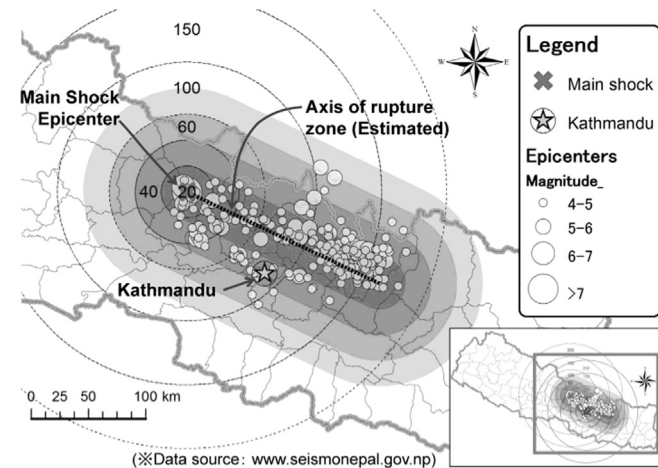 150
100
60
40
20
Main Shock
Epicenter
Axis of rupture
zone (Estimated)
Kathmandu
0 25 50 100 km
N
W E
S
Legend
Main shock
Kathmandu
Epicenters
Magnitude_
4-5
5-6
6-7
>7
(※Data source: www.seismonepal.gov.np)